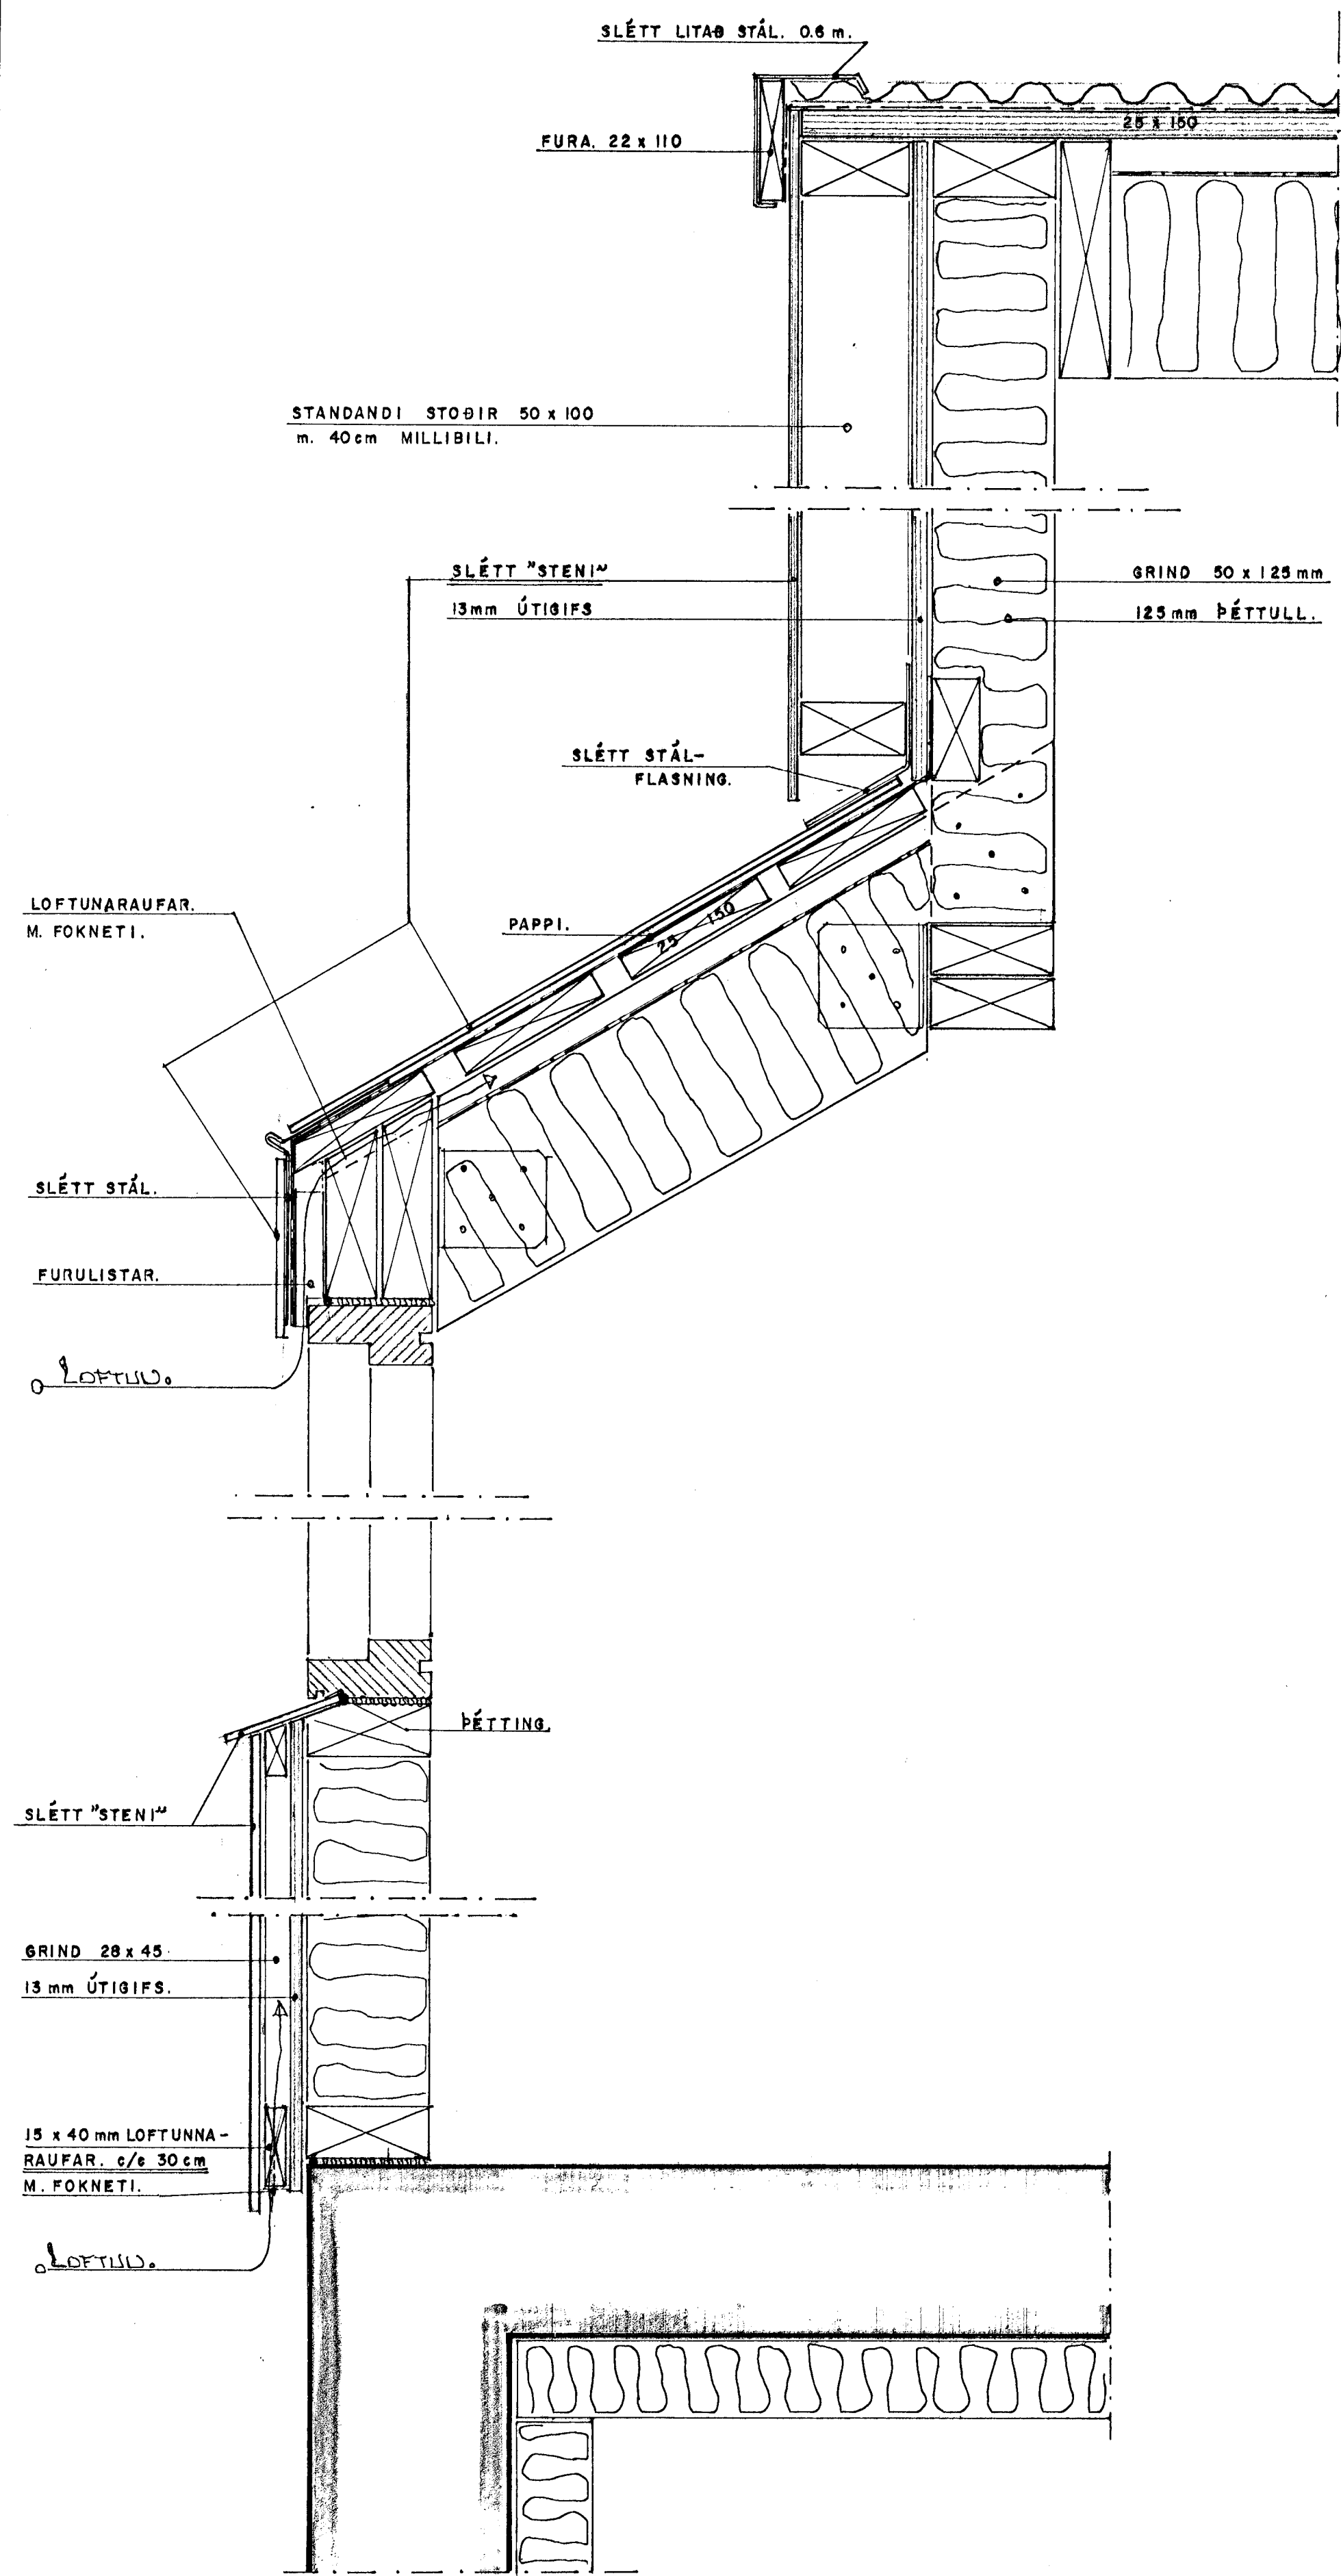 SLÉTT LITAÐ STÁL. 0.6 m.
25 x 150
FURA. 22 x 110
STANDANDI STOÐIR 50 x 100
m. 40cm MILLIBILI.
SLÉTT "STENI"
13mm ÚTIGIFS
GRIND 50 x 125 mm
125 mm ÞÉTTULL.
SLÉTT STÁL-
FLASNING.
LOFTUNARAUFAR.
M. FOKNETI.
PAPPI.
25 150
SLÉTT STÁL.
FURULISTAR.
LOFTUN.
ÞÉTTING.
SLÉTT "STENI"
GRIND 28 x 45
13 mm ÚTIGIFS.
15 x 40 mm LOFTUNNA-
RAUFAR. c/c 30 cm
M. FOKNETI.
LOFTUN.